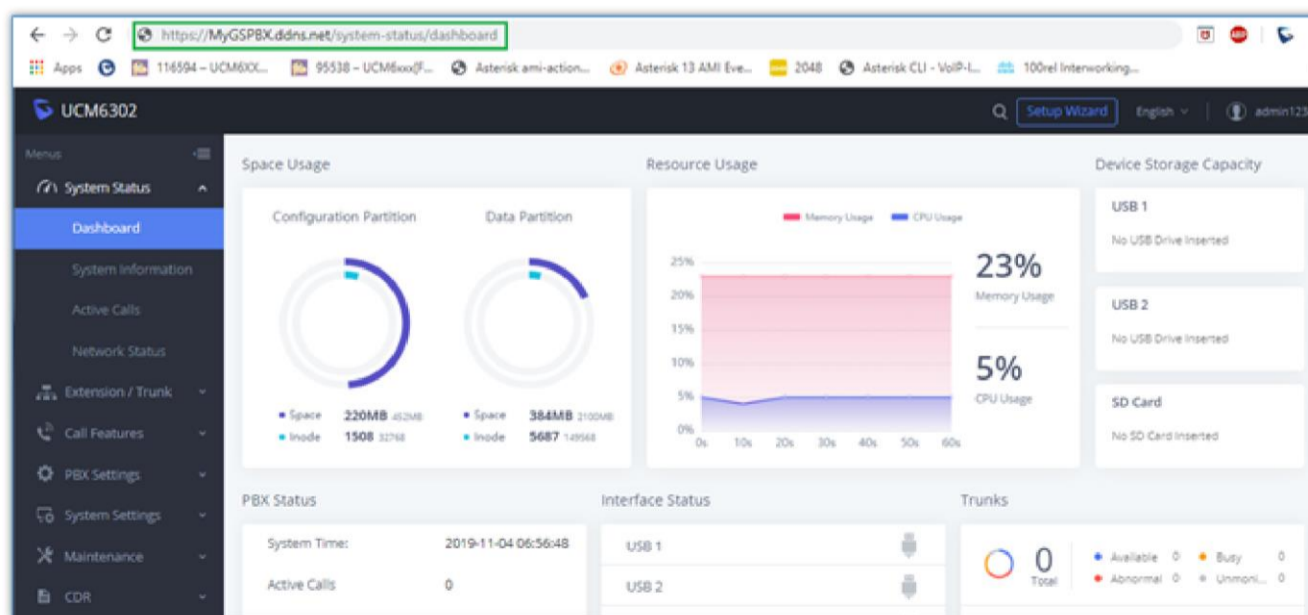 https://MyGSPBX.ddns.net/system-status/dashboard
Apps 116594 – UCM6XX... 95538 – UCM6xxx(F... Asterisk ami-action... Asterisk 13 AMI Eve... 2048 Asterisk CLI - VoIP-I... 100rel Interworking...
UCM6302 Setup Wizard English admin123
Menus
System Status
Dashboard
System Information
Active Calls
Network Status
Extension / Trunk
Call Features
PBX Settings
System Settings
Maintenance
CDR
Space Usage
Configuration Partition Data Partition
Space 220MB 452MB Space 384MB 2100MB
Inode 1508 32768 Inode 5687 149568
Resource Usage
Memory Usage CPU Usage
25%
20%
15%
10%
5%
0%
0s 10s 20s 30s 40s 50s 60s
23%
Memory Usage
5%
CPU Usage
Device Storage Capacity
USB 1
No USB Drive Inserted
USB 2
No USB Drive Inserted
SD Card
No SD Card Inserted
PBX Status
System Time: 2019-11-04 06:56:48
Active Calls 0
Interface Status
USB 1
USB 2
Trunks
0
Total
Available 0 Busy 0
Abnormal 0 Unmoni... 0